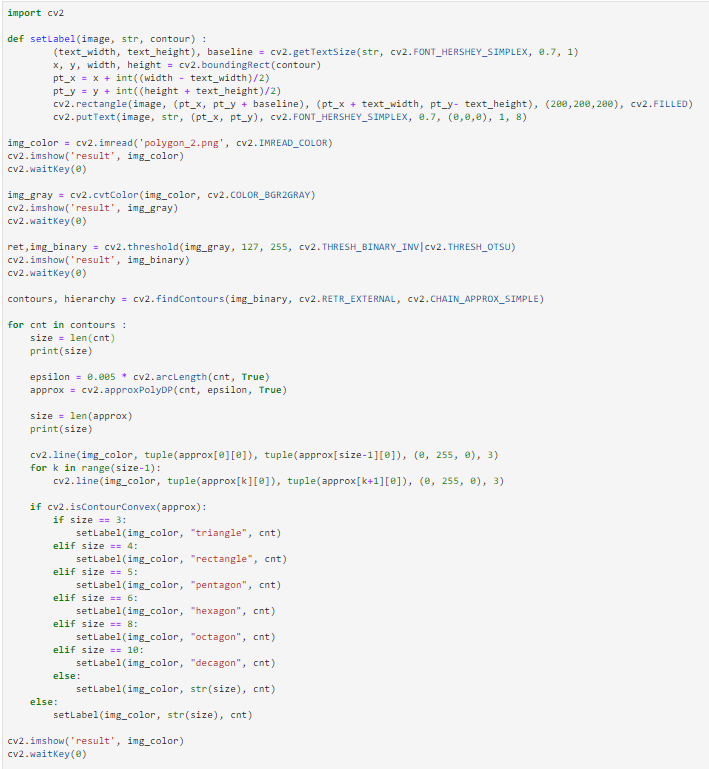 import cv2

def setLabel(image, str, contour) :
        (text_width, text_height), baseline = cv2.getTextSize(str, cv2.FONT_HERSHEY_SIMPLEX, 0.7, 1)
        x, y, width, height = cv2.boundingRect(contour)
        pt_x = x + int((width - text_width)/2)
        pt_y = y + int((height + text_height)/2)
        cv2.rectangle(image, (pt_x, pt_y + baseline), (pt_x + text_width, pt_y- text_height), (200,200,200), cv2.FILLED)
        cv2.putText(image, str, (pt_x, pt_y), cv2.FONT_HERSHEY_SIMPLEX, 0.7, (0,0,0), 1, 8)

img_color = cv2.imread('polygon_2.png', cv2.IMREAD_COLOR)
cv2.imshow('result', img_color)
cv2.waitKey(0)

img_gray = cv2.cvtColor(img_color, cv2.COLOR_BGR2GRAY)
cv2.imshow('result', img_gray)
cv2.waitKey(0)

ret,img_binary = cv2.threshold(img_gray, 127, 255, cv2.THRESH_BINARY_INV|cv2.THRESH_OTSU)
cv2.imshow('result', img_binary)
cv2.waitKey(0)

contours, hierarchy = cv2.findContours(img_binary, cv2.RETR_EXTERNAL, cv2.CHAIN_APPROX_SIMPLE)

for cnt in contours :
    size = len(cnt)
    print(size)

    epsilon = 0.005 * cv2.arcLength(cnt, True)
    approx = cv2.approxPolyDP(cnt, epsilon, True)

    size = len(approx)
    print(size)

    cv2.line(img_color, tuple(approx[0][0]), tuple(approx[size-1][0]), (0, 255, 0), 3)
    for k in range(size-1):
        cv2.line(img_color, tuple(approx[k][0]), tuple(approx[k+1][0]), (0, 255, 0), 3)

    if cv2.isContourConvex(approx):
        if size == 3:
            setLabel(img_color, "triangle", cnt)
        elif size == 4:
            setLabel(img_color, "rectangle", cnt)
        elif size == 5:
            setLabel(img_color, "pentagon", cnt)
        elif size == 6:
            setLabel(img_color, "hexagon", cnt)
        elif size == 8:
            setLabel(img_color, "octagon", cnt)
        elif size == 10:
            setLabel(img_color, "decagon", cnt)
        else:
            setLabel(img_color, str(size), cnt)
    else:
        setLabel(img_color, str(size), cnt)

cv2.imshow('result', img_color)
cv2.waitKey(0)